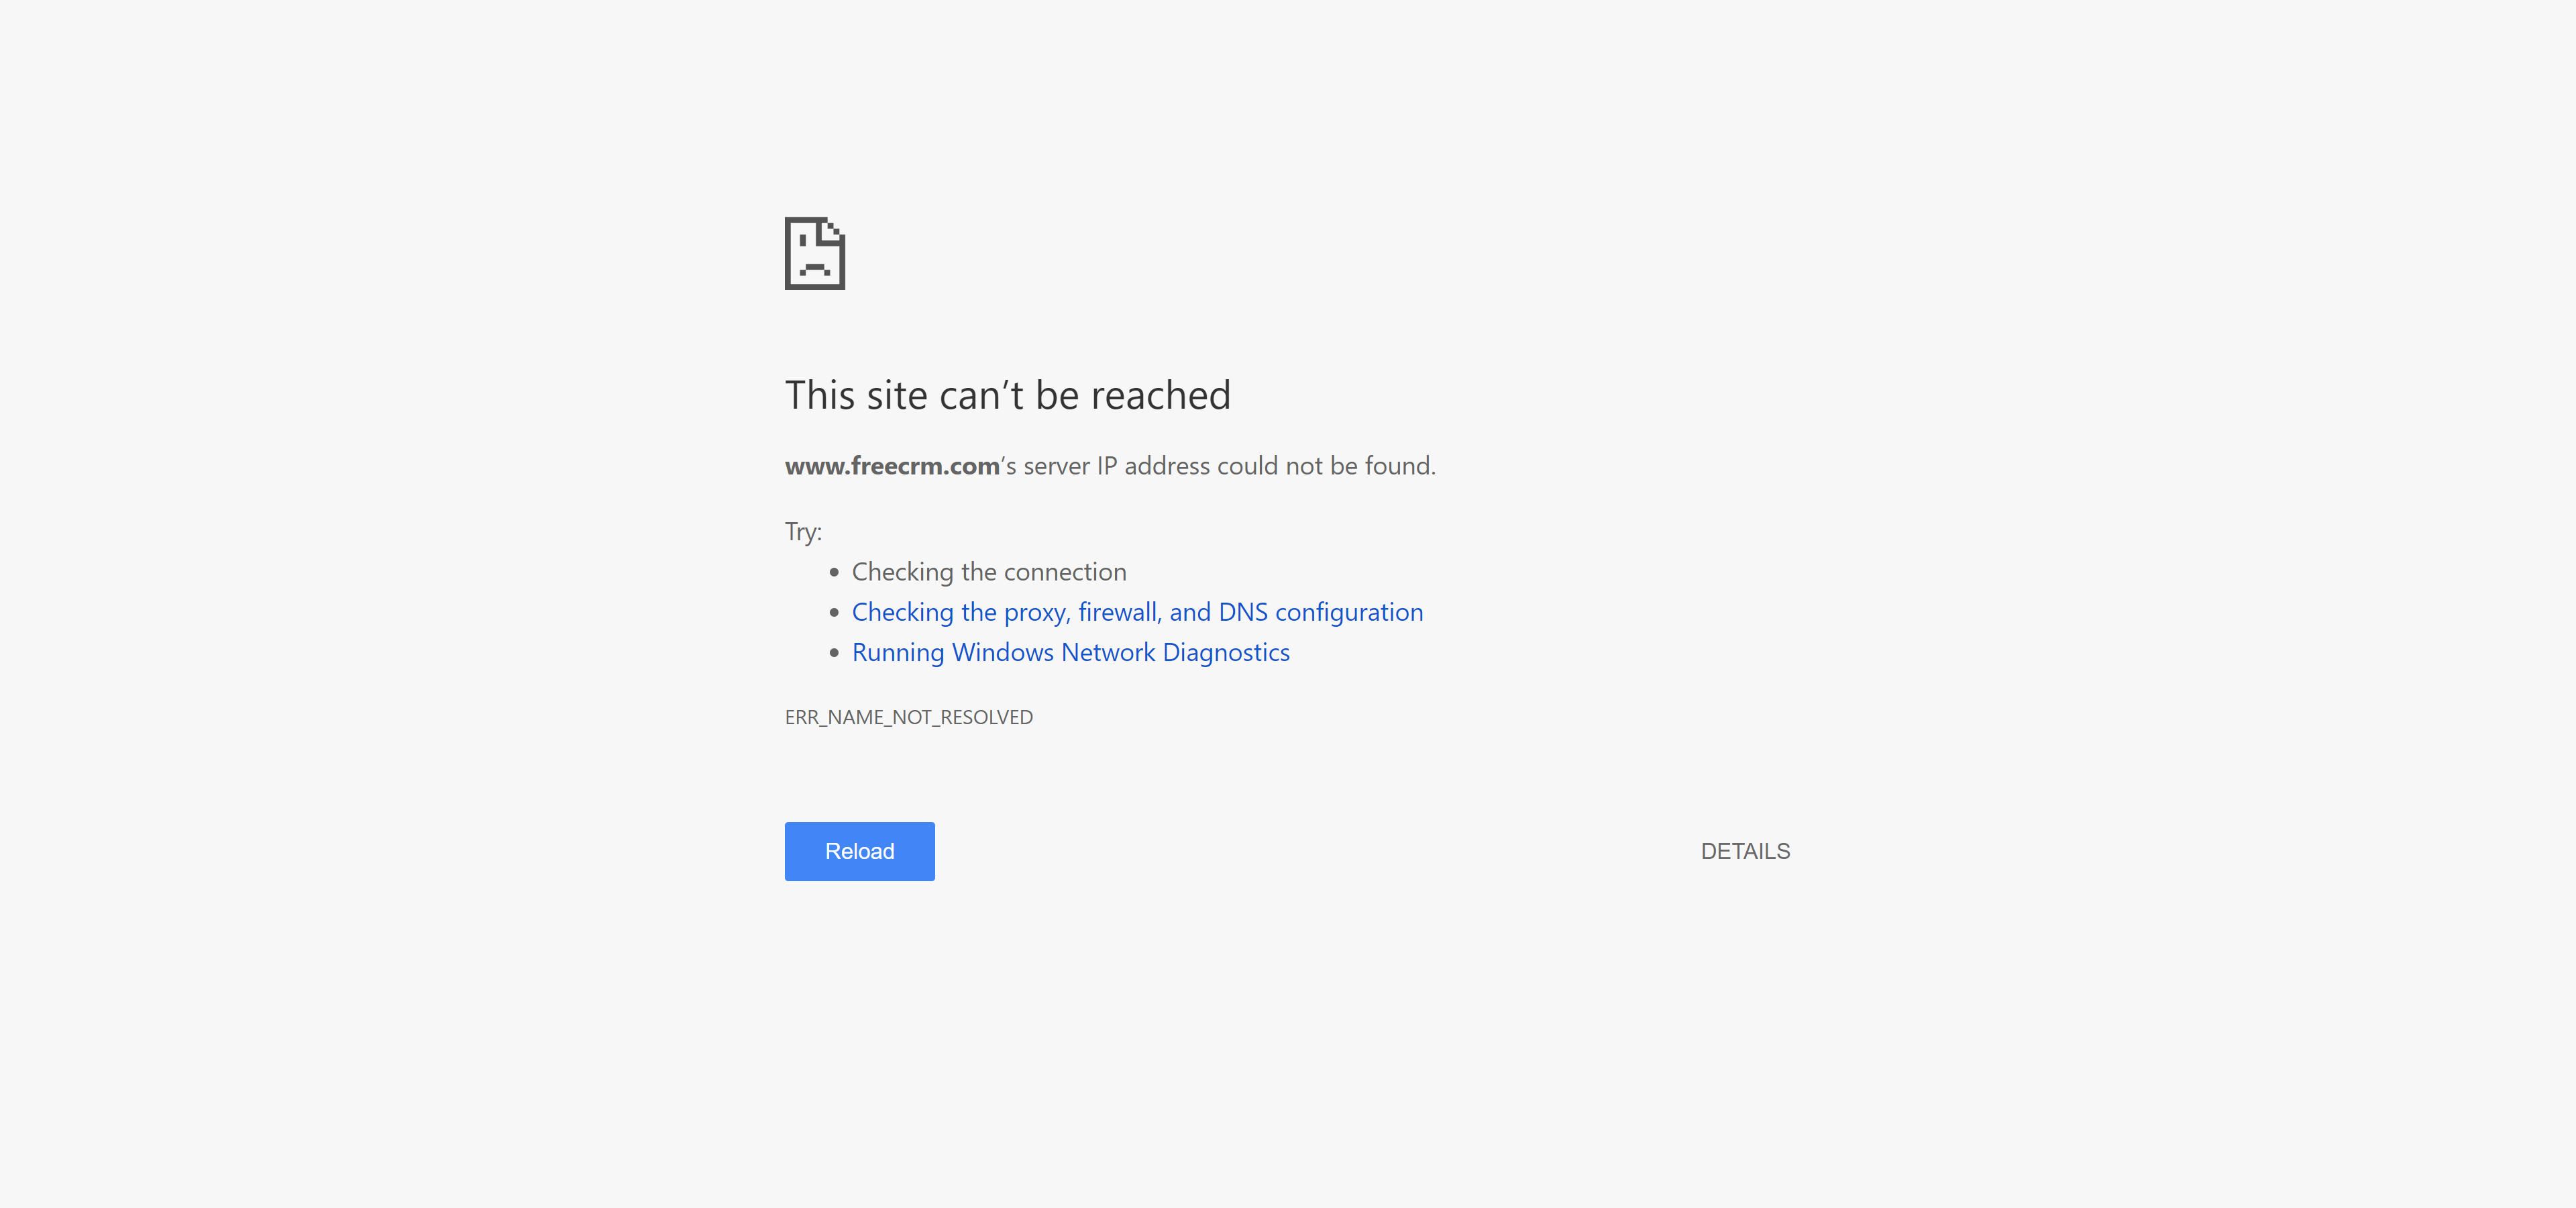 This site can’t be reached
www.freecrm.com’s server IP address could not be found.
Try:
• Checking the connection
• Checking the proxy, firewall, and DNS configuration
• Running Windows Network Diagnostics
ERR_NAME_NOT_RESOLVED
Reload
DETAILS